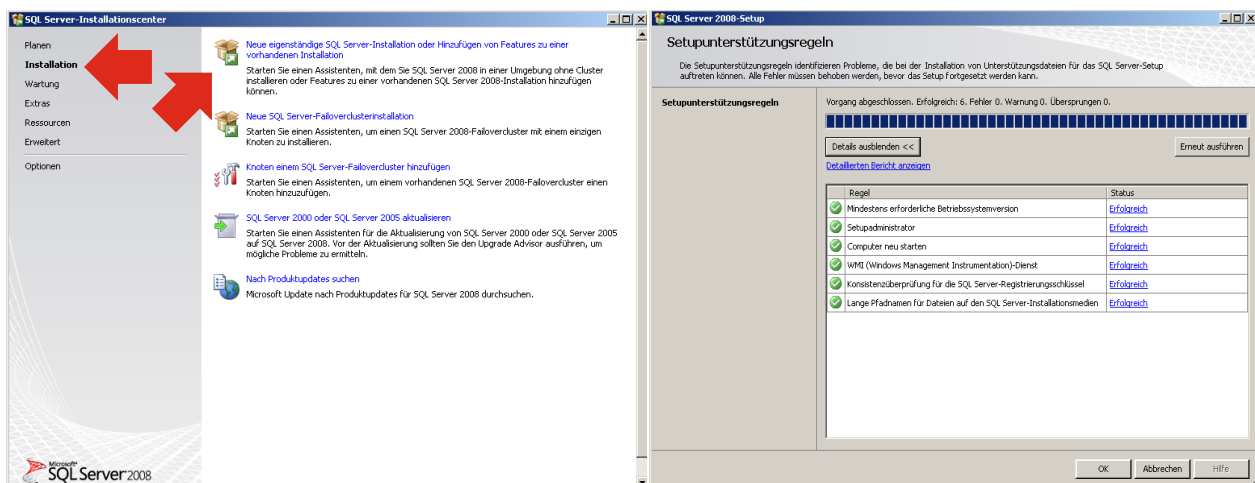 SQL Server-Installationscenter
Planen
Installation
Wartung
Extras
Ressourcen
Erweitert
Optionen
Neue eigenständige SQL Server-Installation oder Hinzufügen von Features zu einer
vorhandenen Installation
Starten Sie einen Assistenten, mit dem Sie SQL Server 2008 in einer Umgebung ohne Cluster
installieren oder Features zu einer vorhandenen SQL Server 2008-Installation hinzufügen
können.
Neue SQL Server-Failoverclusterinstallation
Starten Sie einen Assistenten, um einen SQL Server 2008-Failovercluster mit einem einzigen
Knoten zu installieren.
Knoten einem SQL Server-Failovercluster hinzufügen
Starten Sie einen Assistenten, um einem vorhandenen SQL Server 2008-Failovercluster einen
Knoten hinzuzufügen.
SQL Server 2000 oder SQL Server 2005 aktualisieren
Starten Sie einen Assistenten für die Aktualisierung von SQL Server 2000 oder SQL Server 2005
auf SQL Server 2008. Vor der Aktualisierung sollten Sie den Upgrade Advisor ausführen, um
mögliche Probleme zu ermitteln.
Nach Produktupdates suchen
Microsoft Update nach Produktupdates für SQL Server 2008 durchsuchen.
Microsoft
SQL Server 2008
SQL Server 2008-Setup
Setupunterstützungsregeln
Die Setupunterstützungsregeln identifizieren Probleme, die bei der Installation von Unterstützungsdateien für das SQL Server-Setup
auftreten können. Alle Fehler müssen behoben werden, bevor das Setup fortgesetzt werden kann.
Setupunterstützungsregeln
Vorgang abgeschlossen. Erfolgreich: 6. Fehler 0. Warnung 0. Übersprungen 0.
Details ausblenden <<
Erneut ausführen
Detaillierten Bericht anzeigen
Regel Status
Mindestens erforderliche Betriebssystemversion Erfolgreich
Setupadministrator Erfolgreich
Computer neu starten Erfolgreich
WMI (Windows Management Instrumentation)-Dienst Erfolgreich
Konsistenzüberprüfung für die SQL Server-Registrierungsschlüssel Erfolgreich
Lange Pfadnamen für Dateien auf den SQL Server-Installationsmedien Erfolgreich
OK Abbrechen Hilfe